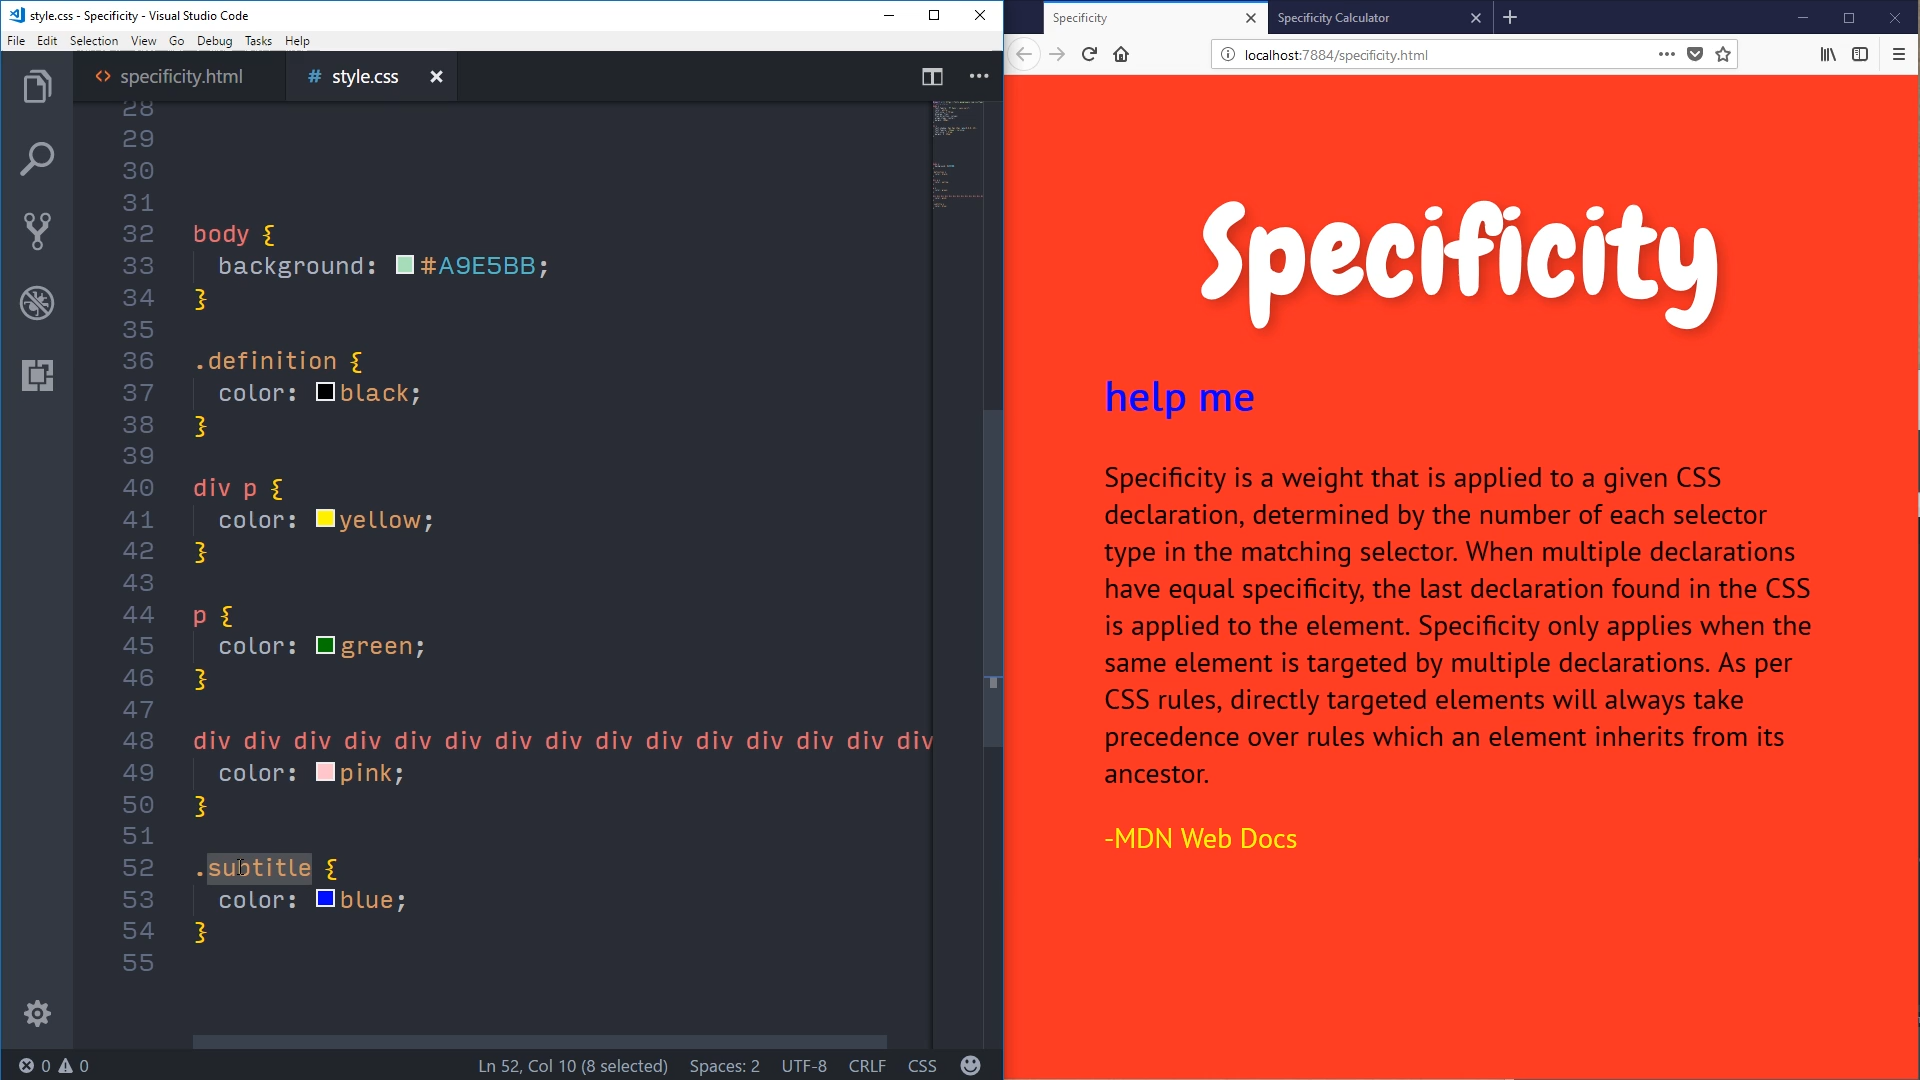 style.css - Specificity - Visual Studio Code
File Edit Selection View Go Debug Tasks Help
specificity.html
# style.css
28
29
30
31
32 body {
33 background: #A9E5BB;
34 }
35
36 .definition {
37 color: black;
38 }
39
40 div p {
41 color: yellow;
42 }
43
44 p {
45 color: green;
46 }
47
48 div div div div div div div div div div div div div div div
49 color: pink;
50 }
51
52 .subtitle {
53 color: blue;
54 }
55
0 0 Ln 52, Col 10 (8 selected) Spaces: 2 UTF-8 CRLF CSS
Specificity
Specificity Calculator
localhost:7884/specificity.html
Specificity
help me
Specificity is a weight that is applied to a given CSS
declaration, determined by the number of each selector
type in the matching selector. When multiple declarations
have equal specificity, the last declaration found in the CSS
is applied to the element. Specificity only applies when the
same element is targeted by multiple declarations. As per
CSS rules, directly targeted elements will always take
precedence over rules which an element inherits from its
ancestor.
-MDN Web Docs